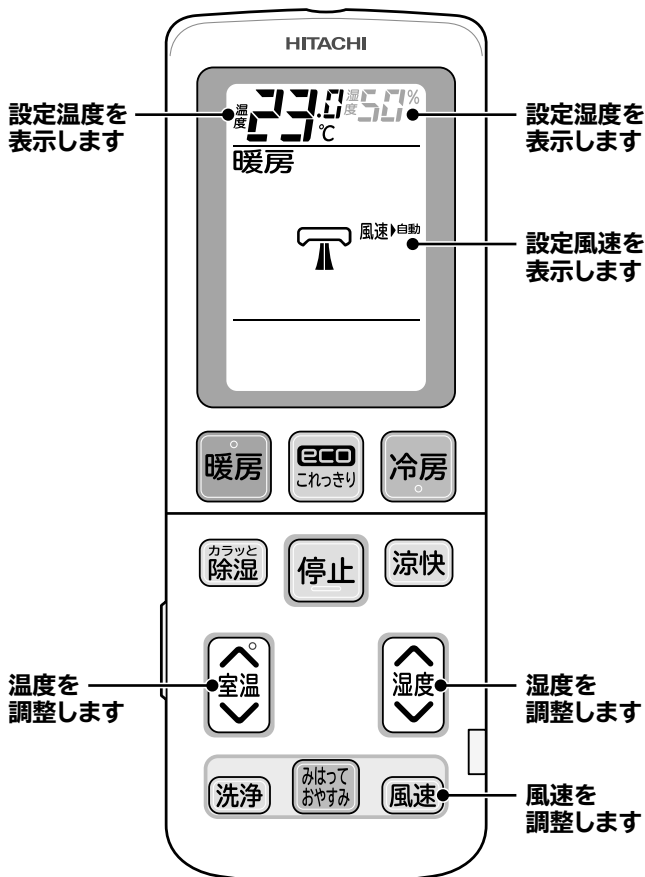 HITACHI
設定温度を
表示します
温度
23.0
℃
湿度
50%
設定湿度を
表示します
暖房
風速▶自動
設定風速を
表示します
暖房
eco
これっきり
冷房
カラッと
除湿
停止
涼快
温度を
調整します
室温
湿度
湿度を
調整します
洗浄
みはって
おやすみ
風速
風速を
調整します